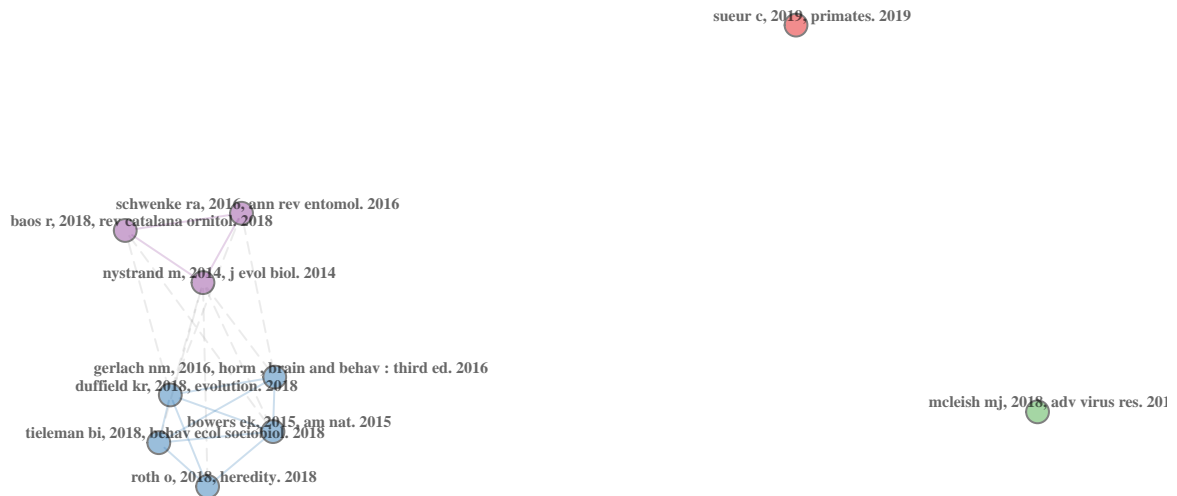 sueur c, 2019, primates. 2019
schwenke ra, 2016, ann rev entomol. 2016
baos r, 2018, rev catalana ornitol. 2018
nystrand m, 2014, j evol biol. 2014
gerlach nm, 2016, horm , brain and behav : third ed. 2016
duffield kr, 2018, evolution. 2018
mcleish mj, 2018, adv virus res. 201
bowers ek, 2015, am nat. 2015
tieleman bi, 2018, behav ecol sociobiol. 2018
roth o, 2018, heredity. 2018